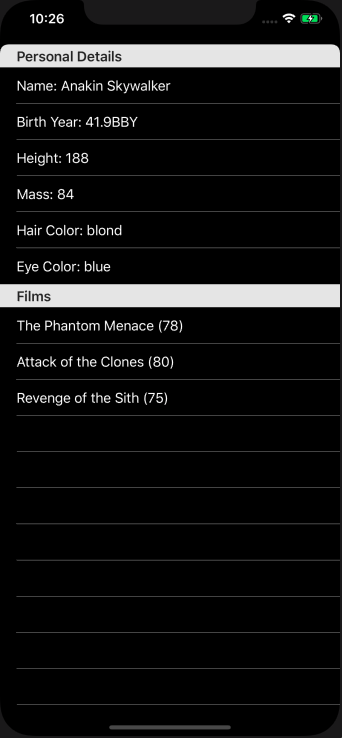 10:26
Personal Details
Name: Anakin Skywalker
Birth Year: 41.9BBY
Height: 188
Mass: 84
Hair Color: blond
Eye Color: blue
Films
The Phantom Menace (78)
Attack of the Clones (80)
Revenge of the Sith (75)